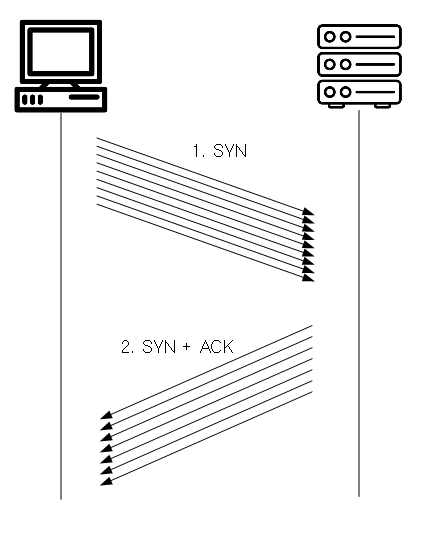 1. SYN
2. SYN + ACK